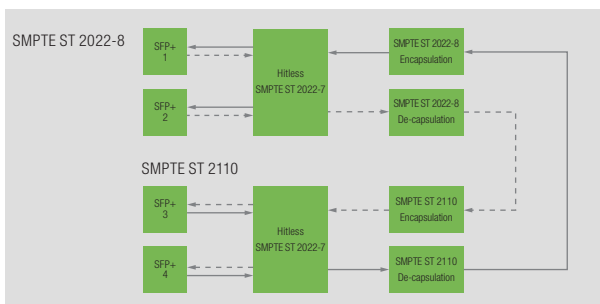 SMPTE ST 2022-8
SFP+
1
Hitless
SMPTE ST 2022-7
SMPTE ST 2022-8
Encapsulation
SFP+
2
SMPTE ST 2022-8
De-capsulation
SMPTE ST 2110
SFP+
3
Hitless
SMPTE ST 2022-7
SMPTE ST 2110
Encapsulation
SFP+
4
SMPTE ST 2110
De-capsulation